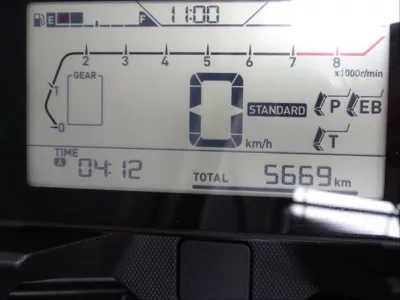 E F 11:00
2 3 4 5 6 7 8
x1000r/min
GEAR
1
0
0 km/h
STANDARD
P EB
T
TIME
A 04:12
TOTAL 5669 km